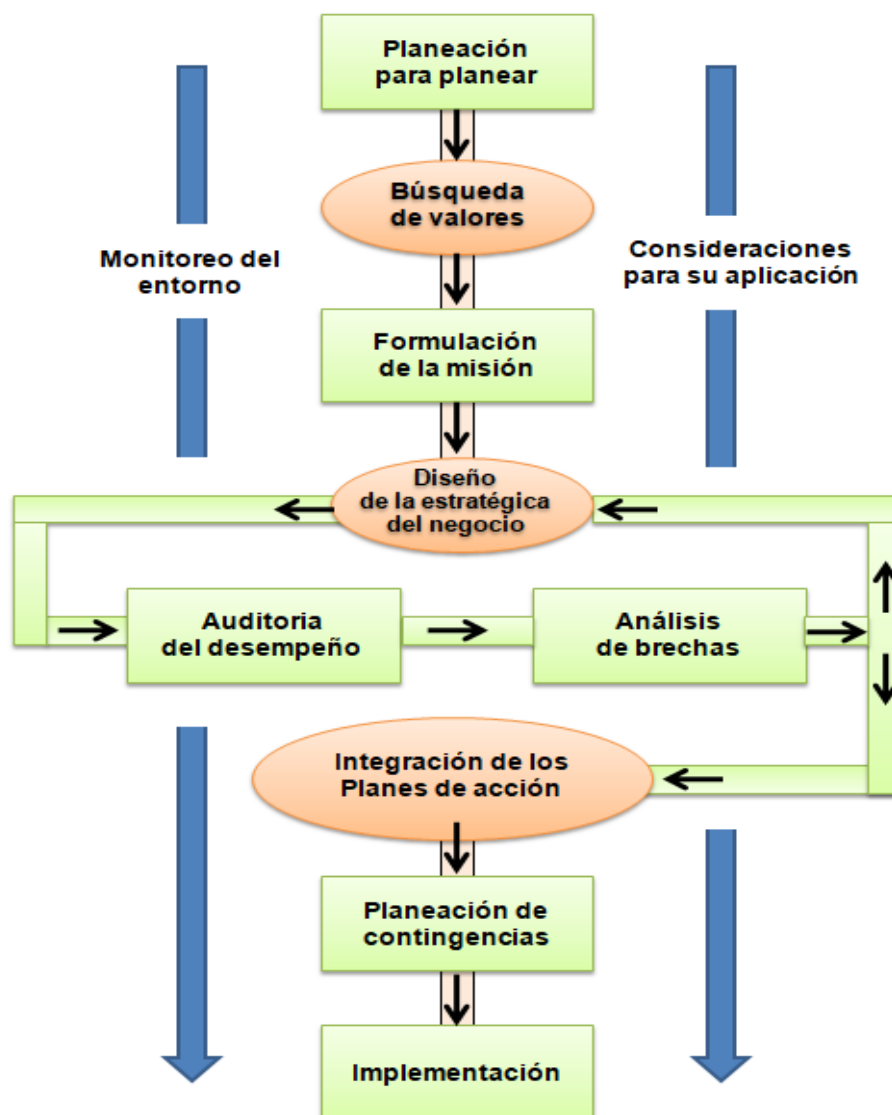 Planeación
para planear
Búsqueda
de valores
Monitoreo del
entorno
Consideraciones
para su aplicación
Formulación
de la misión
Diseño
de la estratégica
del negocio
Auditoria
del desempeño
Análisis
de brechas
Integración de los
Planes de acción
Planeación de
contingencias
Implementación